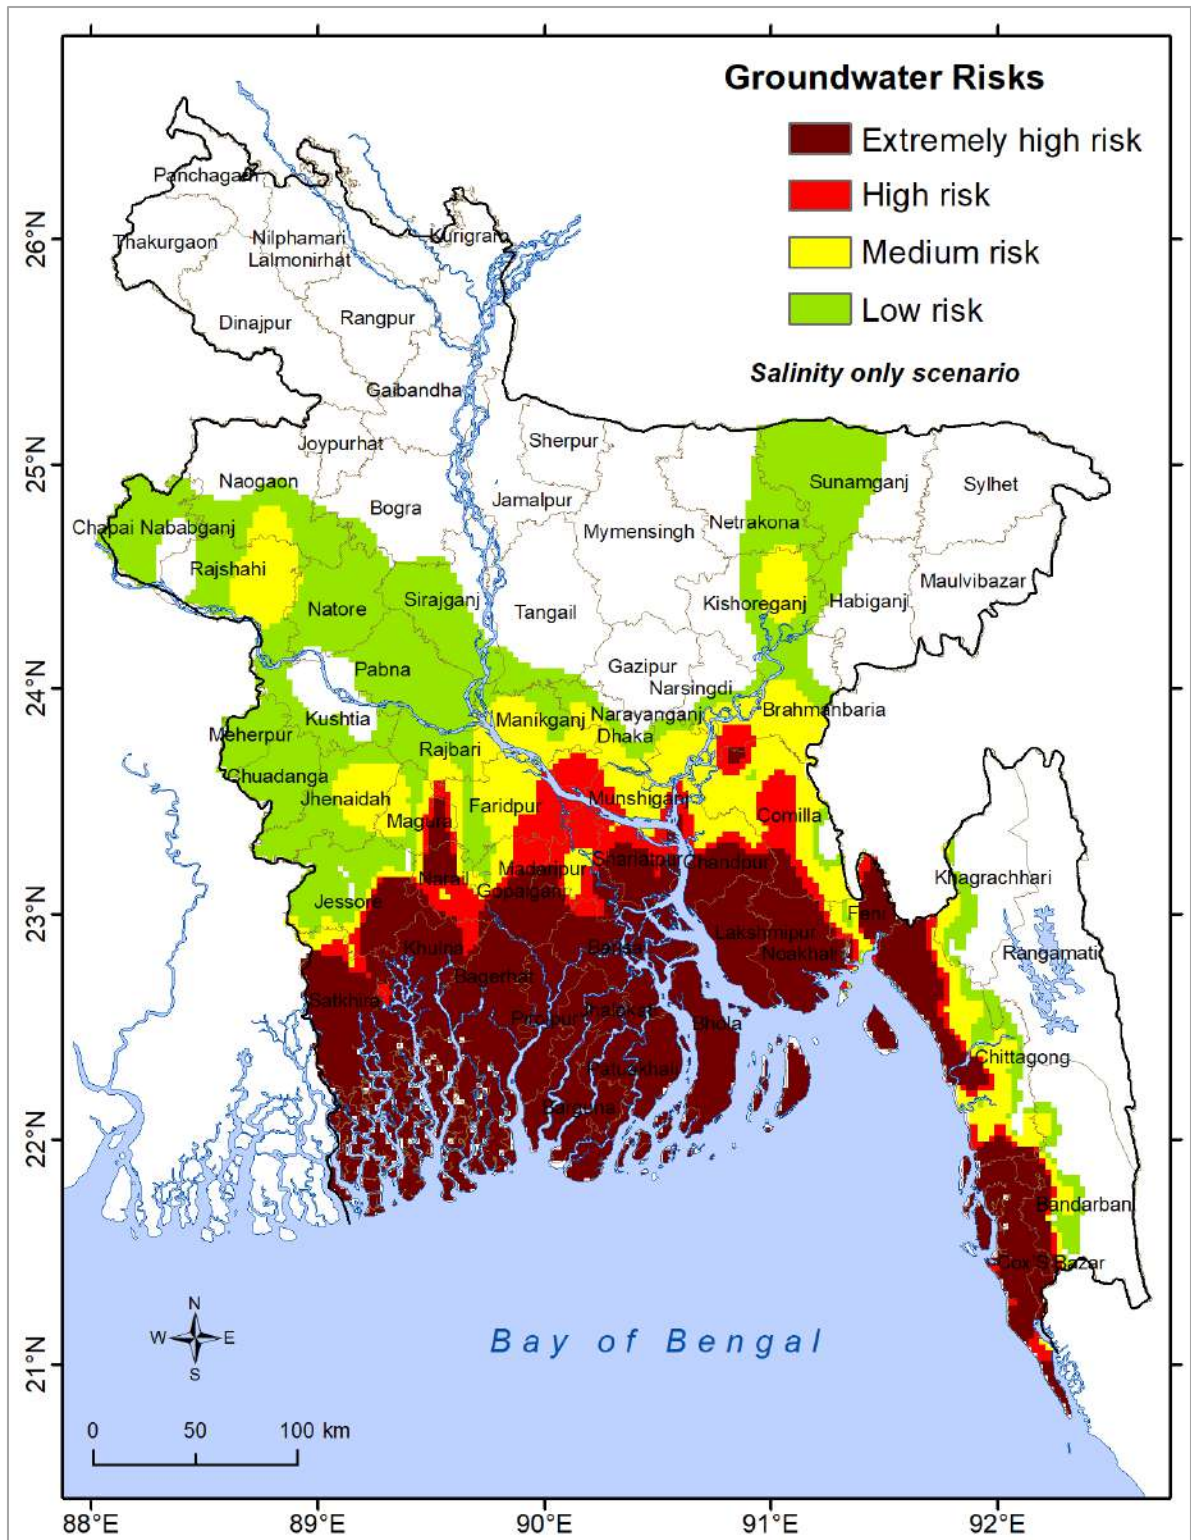 Groundwater Risks
Extremely high risk
High risk
Medium risk
Low risk
Salinity only scenario
26°N
25°N
24°N
23°N
22°N
21°N
Panchagarh
Thakurgaon
Nilphamari
Lalmonirhat
Kurigram
Dinajpur
Rangpur
Gaibandha
Joypurhat
Sherpur
Naogaon
Bogra
Jamalpur
Sunamganj
Sylhet
Chapai Nababganj
Mymensingh
Netrakona
Rajshahi
Natore
Sirajganj
Tangail
Kishoreganj
Habiganj
Maulvibazar
Pabna
Gazipur
Narsingdi
Kushtia
Manikganj
Narayanganj
Dhaka
Brahmanbaria
Meherpur
Rajbari
Chuadanga
Jhenaidah
Faridpur
Munshiganj
Magura
Comilla
Narail
Madaripur
Shariatpur
Chandpur
Gopalganj
Khagrachhari
Jessore
Feni
Khulna
Barisal
Lakshmipur
Noakhali
Rangamati
Bagerhat
Satkhira
Pirojpur
Jhalokati
Bhola
Chittagong
Patuakhali
Barguna
Bandarban
Cox'S Bazar
N
W
E
S
Bay of Bengal
0
50
100 km
88°E
89°E
90°E
91°E
92°E